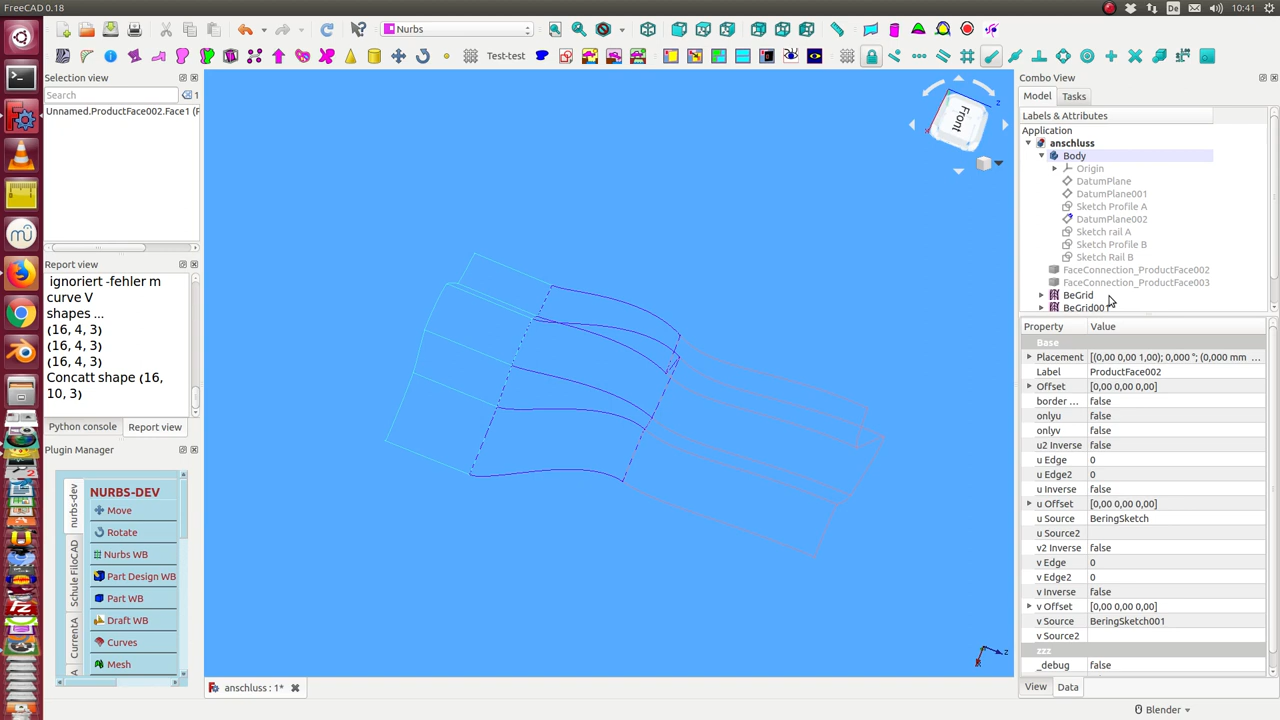 FreeCAD 0.18
De
10:41
Selection view
Combo View
Nurbs
Test-test
Search
1
Unnamed.ProductFace002.Face1 (P
Model
Tasks
Labels & Attributes
Application
anschluss
Body
Origin
DatumPlane
DatumPlane001
Sketch Profile A
DatumPlane002
Sketch rail A
Sketch Profile B
Sketch Rail B
FaceConnection_ProductFace002
FaceConnection_ProductFace003
BeGrid
BeGrid001
Front
Z
Report view
ignoriert -fehler m
curve V
shapes ...
(16, 4, 3)
(16, 4, 3)
(16, 4, 3)
Concatt shape (16,
10, 3)
Python console
Report view
Plugin Manager
nurbs-dev
Schule FiloCAD
CurrentA
NURBS-DEV
Move
Rotate
Nurbs WB
Part Design WB
Part WB
Draft WB
Curves
Mesh
Property
Value
Base
Placement
[(0,00 0,00 1,00); 0,000 °; (0,000 mm ...
Label
ProductFace002
Offset
[0,00 0,00 0,00]
border ...
false
onlyu
false
onlyv
false
u2 Inverse
false
u Edge
0
u Edge2
0
u Inverse
false
u Offset
[0,00 0,00 0,00]
u Source
BeringSketch
u Source2
v2 Inverse
false
v Edge
0
v Edge2
0
v Inverse
false
v Offset
[0,00 0,00 0,00]
v Source
BeringSketch001
v Source2
zzz
_debug
false
View
Data
anschluss : 1*
Z
Blender